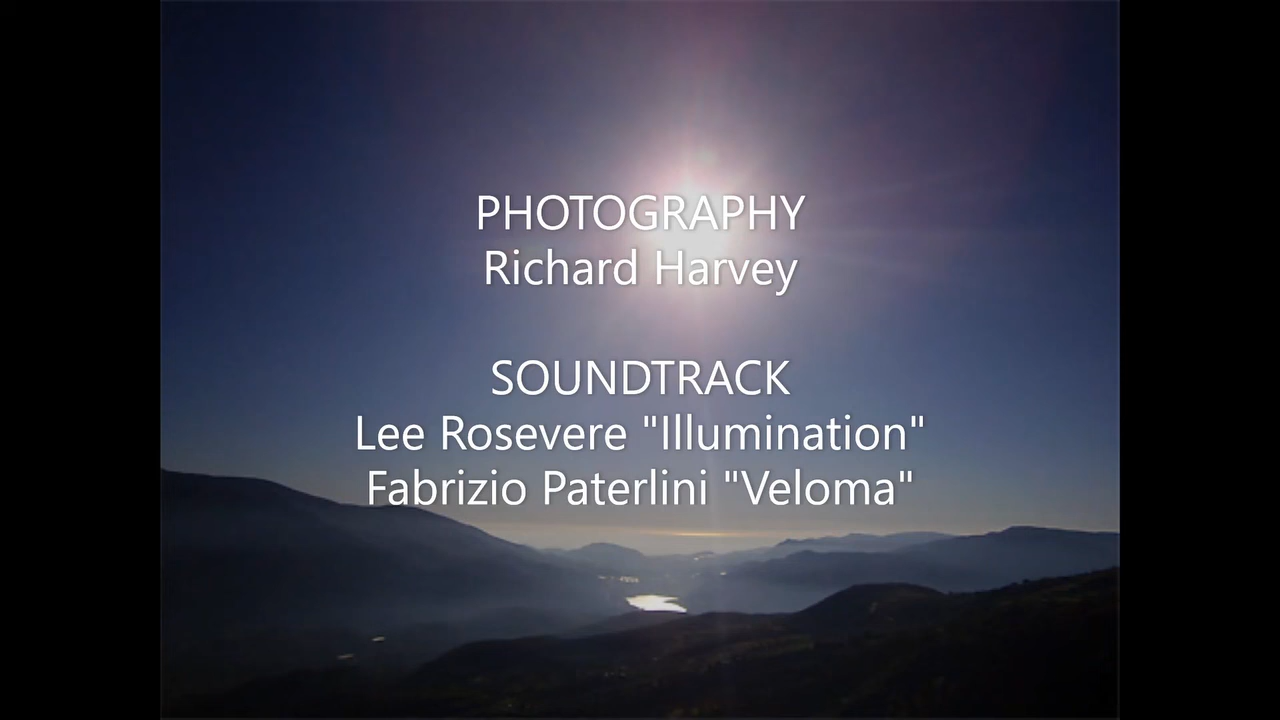 PHOTOGRAPHY
Richard Harvey
SOUNDTRACK
Lee Rosevere "Illumination"
Fabrizio Paterlini "Veloma"